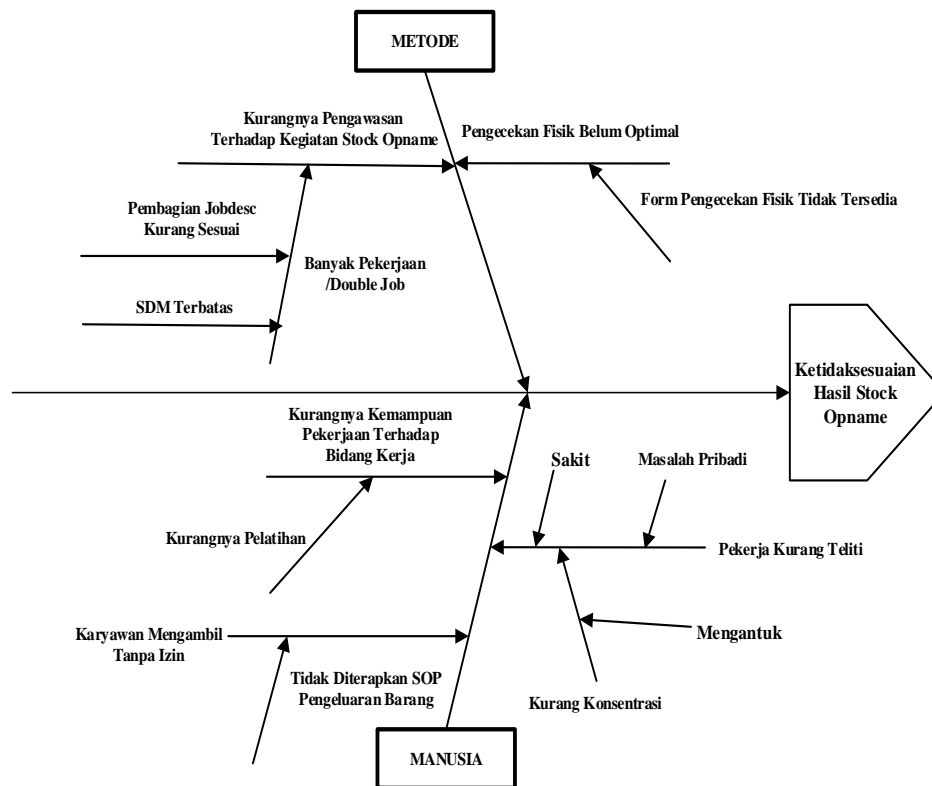 METODE
Kurangnya Pengawasan
Terhadap Kegiatan Stock Opname
Pengecekan Fisik Belum Optimal
Form Pengecekan Fisik Tidak Tersedia
Pembagian Jobdesc
Kurang Sesuai
Banyak Pekerjaan
/Double Job
SDM Terbatas
Ketidaksesuaian
Hasil Stock
Opname
Kurangnya Kemampuan
Pekerjaan Terhadap
Bidang Kerja
Sakit
Masalah Pribadi
Kurangnya Pelatihan
Pekerja Kurang Teliti
Karyawan Mengambil
Tanpa Izin
Mengantuk
Tidak Diterapkan SOP
Pengeluaran Barang
Kurang Konsentrasi
MANUSIA